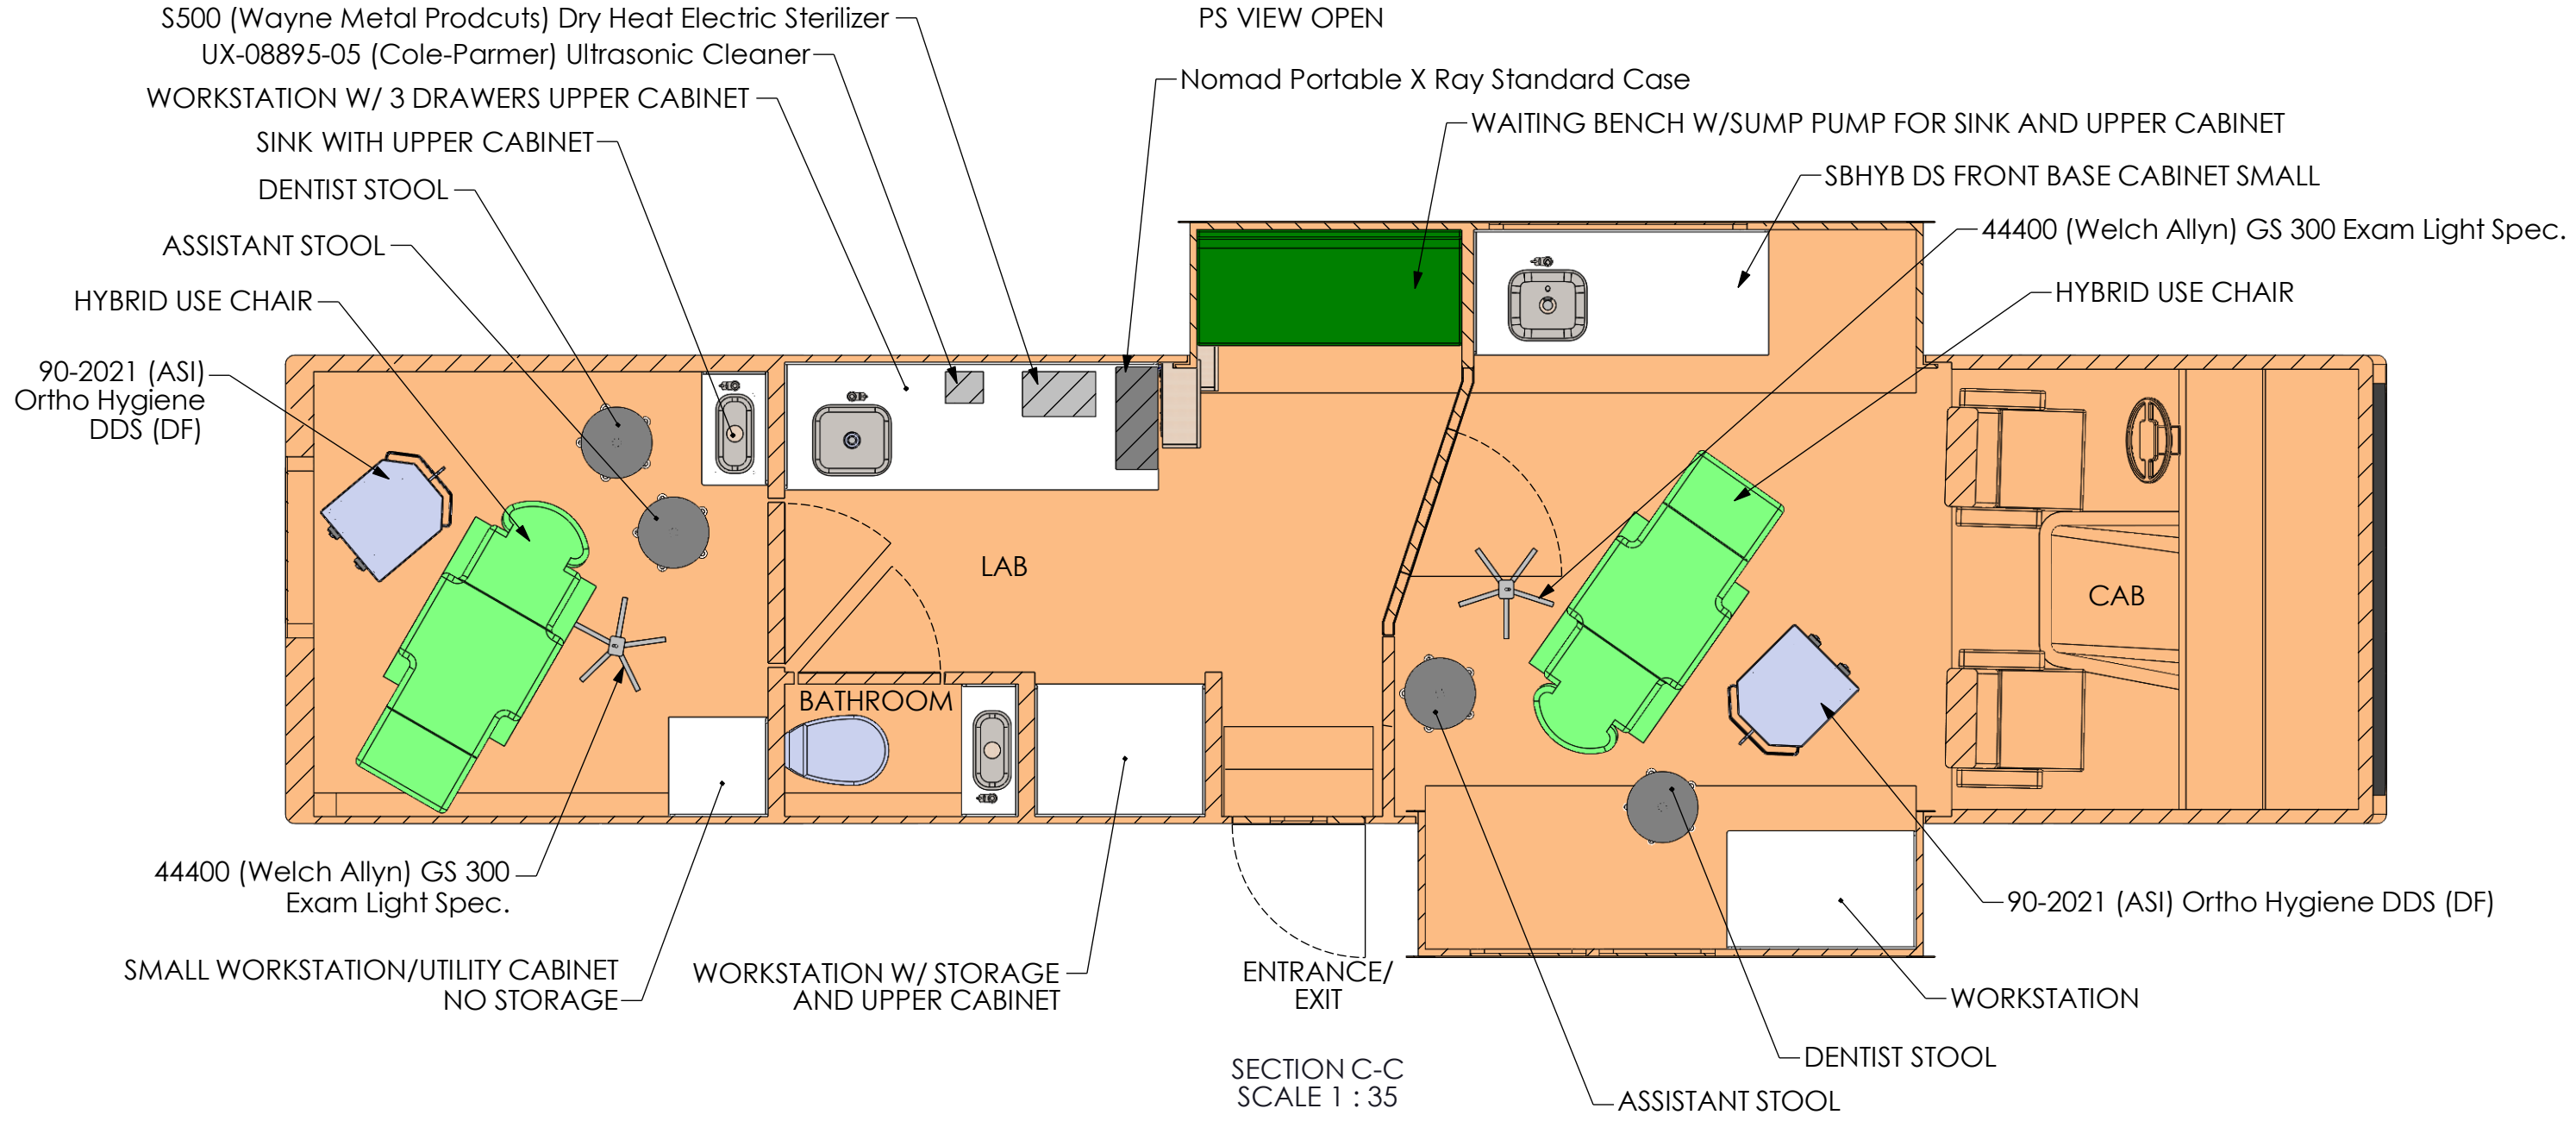 S500 (Wayne Metal Prodcuts) Dry Heat Electric Sterilizer
PS VIEW OPEN
UX-08895-05 (Cole-Parmer) Ultrasonic Cleaner
Nomad Portable X Ray Standard Case
WORKSTATION W/ 3 DRAWERS UPPER CABINET
WAITING BENCH W/SUMP PUMP FOR SINK AND UPPER CABINET
SINK WITH UPPER CABINET
SBHYB DS FRONT BASE CABINET SMALL
DENTIST STOOL
44400 (Welch Allyn) GS 300 Exam Light Spec.
ASSISTANT STOOL
HYBRID USE CHAIR
HYBRID USE CHAIR
90-2021 (ASI)
Ortho Hygiene
DDS (DF)
LAB
CAB
BATHROOM
44400 (Welch Allyn) GS 300
Exam Light Spec.
90-2021 (ASI) Ortho Hygiene DDS (DF)
SMALL WORKSTATION/UTILITY CABINET
NO STORAGE
WORKSTATION W/ STORAGE
AND UPPER CABINET
ENTRANCE/
EXIT
WORKSTATION
DENTIST STOOL
SECTION C-C
SCALE 1 : 35
ASSISTANT STOOL